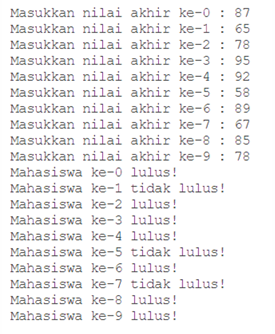 Masukkan nilai akhir ke-0 : 87
Masukkan nilai akhir ke-1 : 65
Masukkan nilai akhir ke-2 : 78
Masukkan nilai akhir ke-3 : 95
Masukkan nilai akhir ke-4 : 92
Masukkan nilai akhir ke-5 : 58
Masukkan nilai akhir ke-6 : 89
Masukkan nilai akhir ke-7 : 67
Masukkan nilai akhir ke-8 : 85
Masukkan nilai akhir ke-9 : 78
Mahasiswa ke-0 lulus!
Mahasiswa ke-1 tidak lulus!
Mahasiswa ke-2 lulus!
Mahasiswa ke-3 lulus!
Mahasiswa ke-4 lulus!
Mahasiswa ke-5 tidak lulus!
Mahasiswa ke-6 lulus!
Mahasiswa ke-7 tidak lulus!
Mahasiswa ke-8 lulus!
Mahasiswa ke-9 lulus!